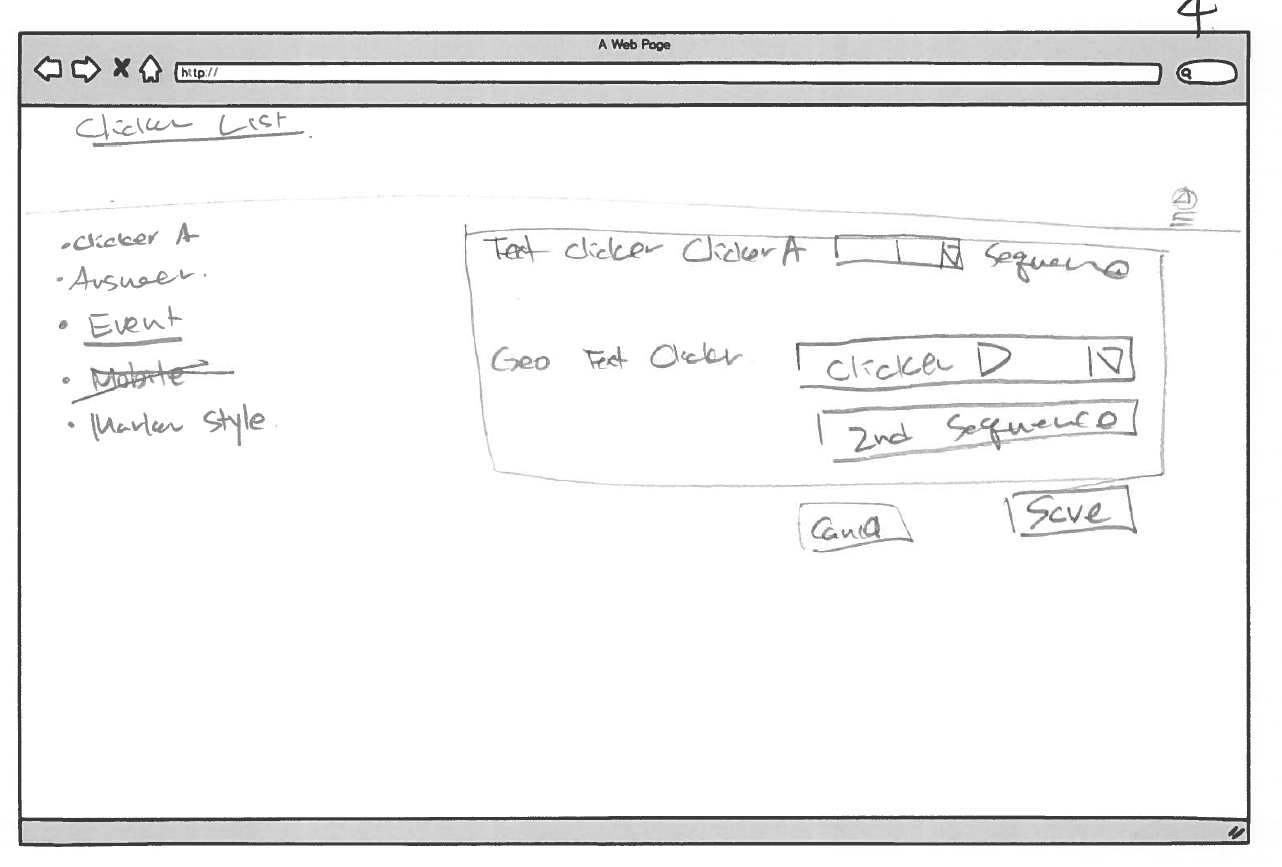 4
A Web Page
http://
Clicker List
• Clicker A
• Answer.
• Event
• Mobile
• Marker Style
Text Clicker Clicker A Sequence
Geo Text Clicker Clicker D
2nd Sequence
Cancel Save